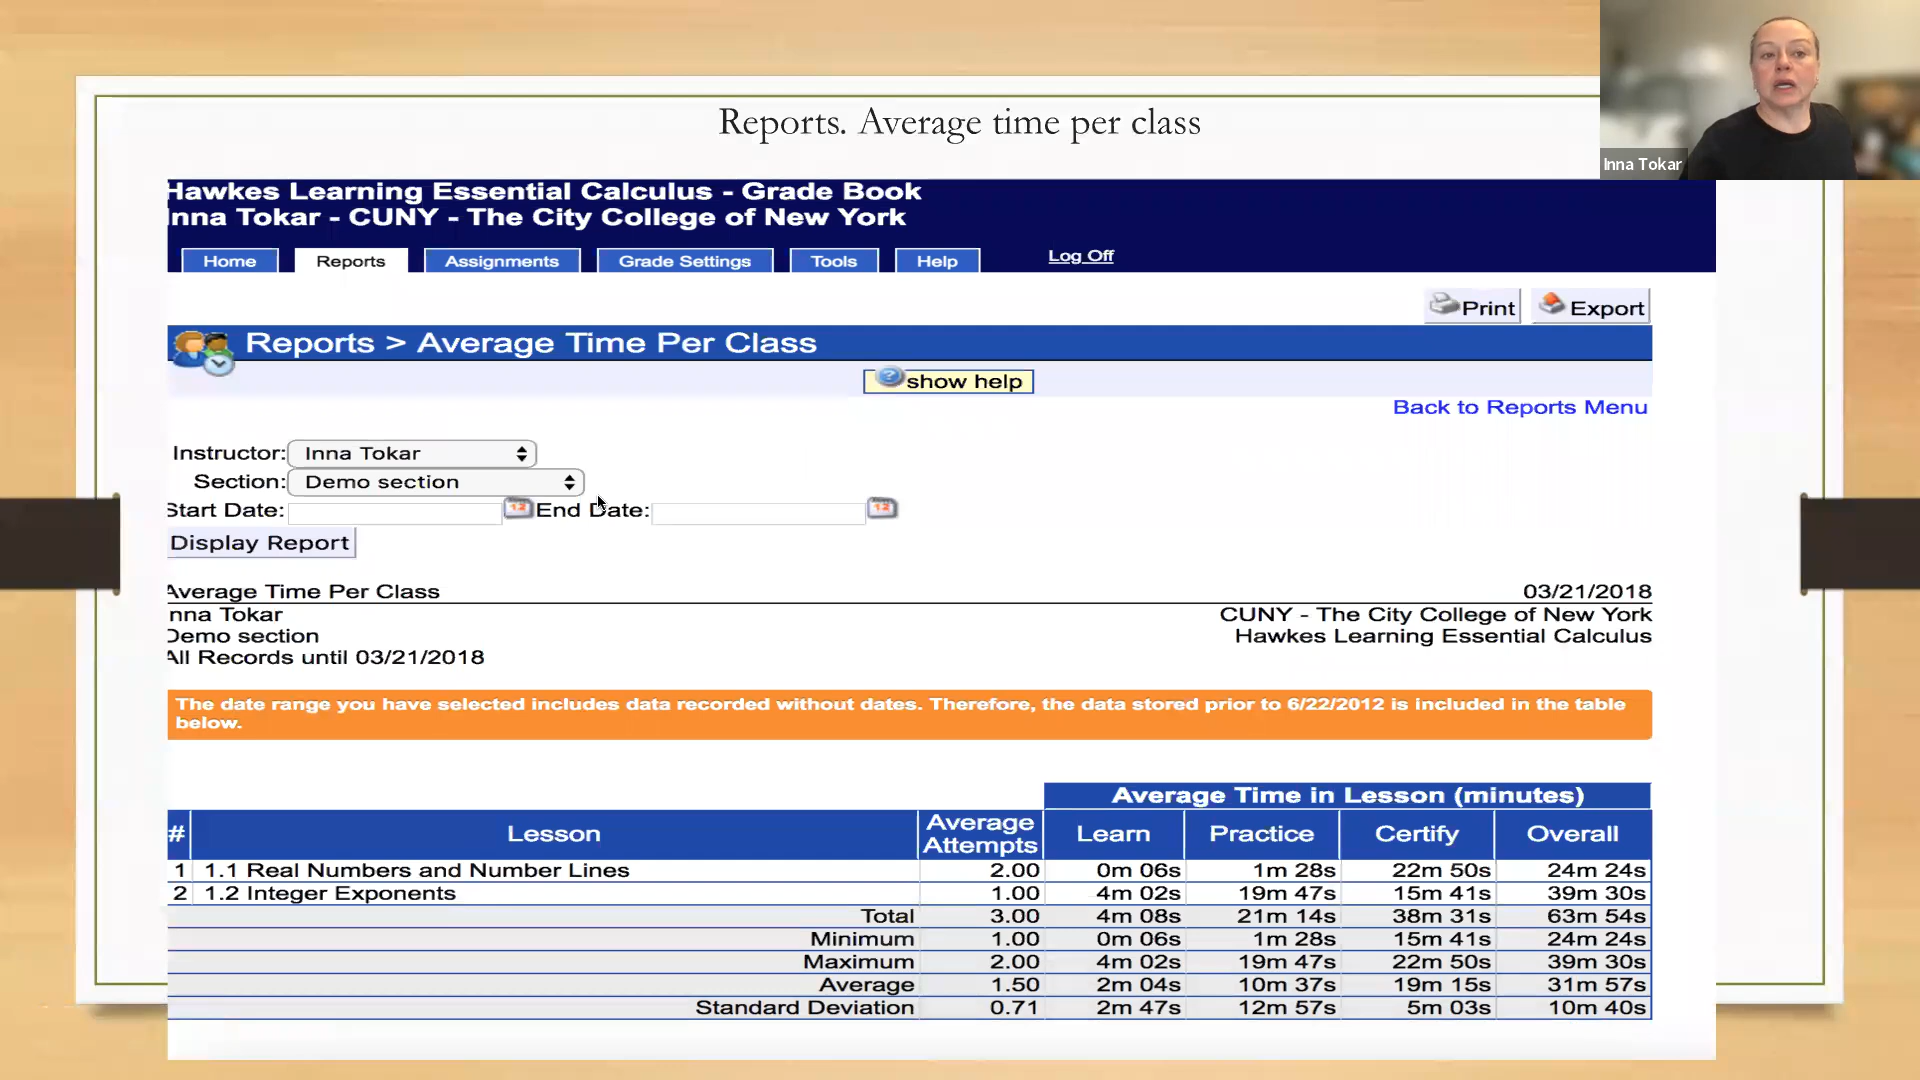 Reports. Average time per class
Inna Tokar
Hawkes Learning Essential Calculus - Grade Book
Inna Tokar - CUNY - The City College of New York
Home Reports Assignments Grade Settings Tools Help Log Off
Print Export
Reports > Average Time Per Class
? show help
Back to Reports Menu
Instructor: Inna Tokar
Section: Demo section
Start Date: 12 End Date: 12
Display Report
Average Time Per Class 03/21/2018
Inna Tokar CUNY - The City College of New York
Demo section Hawkes Learning Essential Calculus
All Records until 03/21/2018
The date range you have selected includes data recorded without dates. Therefore, the data stored prior to 6/22/2012 is included in the table
below.
Average Time in Lesson (minutes)
# Lesson Average Attempts Learn Practice Certify Overall
1 1.1 Real Numbers and Number Lines 2.00 0m 06s 1m 28s 22m 50s 24m 24s
2 1.2 Integer Exponents 1.00 4m 02s 19m 47s 15m 41s 39m 30s
Total 3.00 4m 08s 21m 14s 38m 31s 63m 54s
Minimum 1.00 0m 06s 1m 28s 15m 41s 24m 24s
Maximum 2.00 4m 02s 19m 47s 22m 50s 39m 30s
Average 1.50 2m 04s 10m 37s 19m 15s 31m 57s
Standard Deviation 0.71 2m 47s 12m 57s 5m 03s 10m 40s